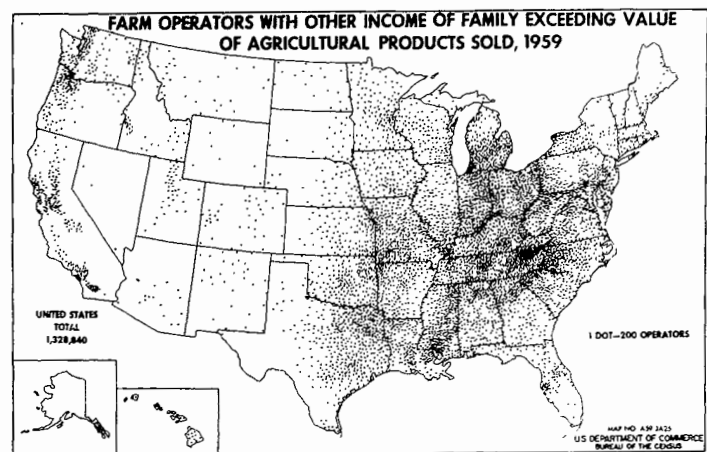 FARM OPERATORS WITH OTHER INCOME OF FAMILY EXCEEDING VALUE
OF AGRICULTURAL PRODUCTS SOLD, 1959
UNITED STATES
TOTAL
1,328,840
1 DOT—200 OPERATORS
MAP NO. A59 JA25
U.S. DEPARTMENT OF COMMERCE
BUREAU OF THE CENSUS